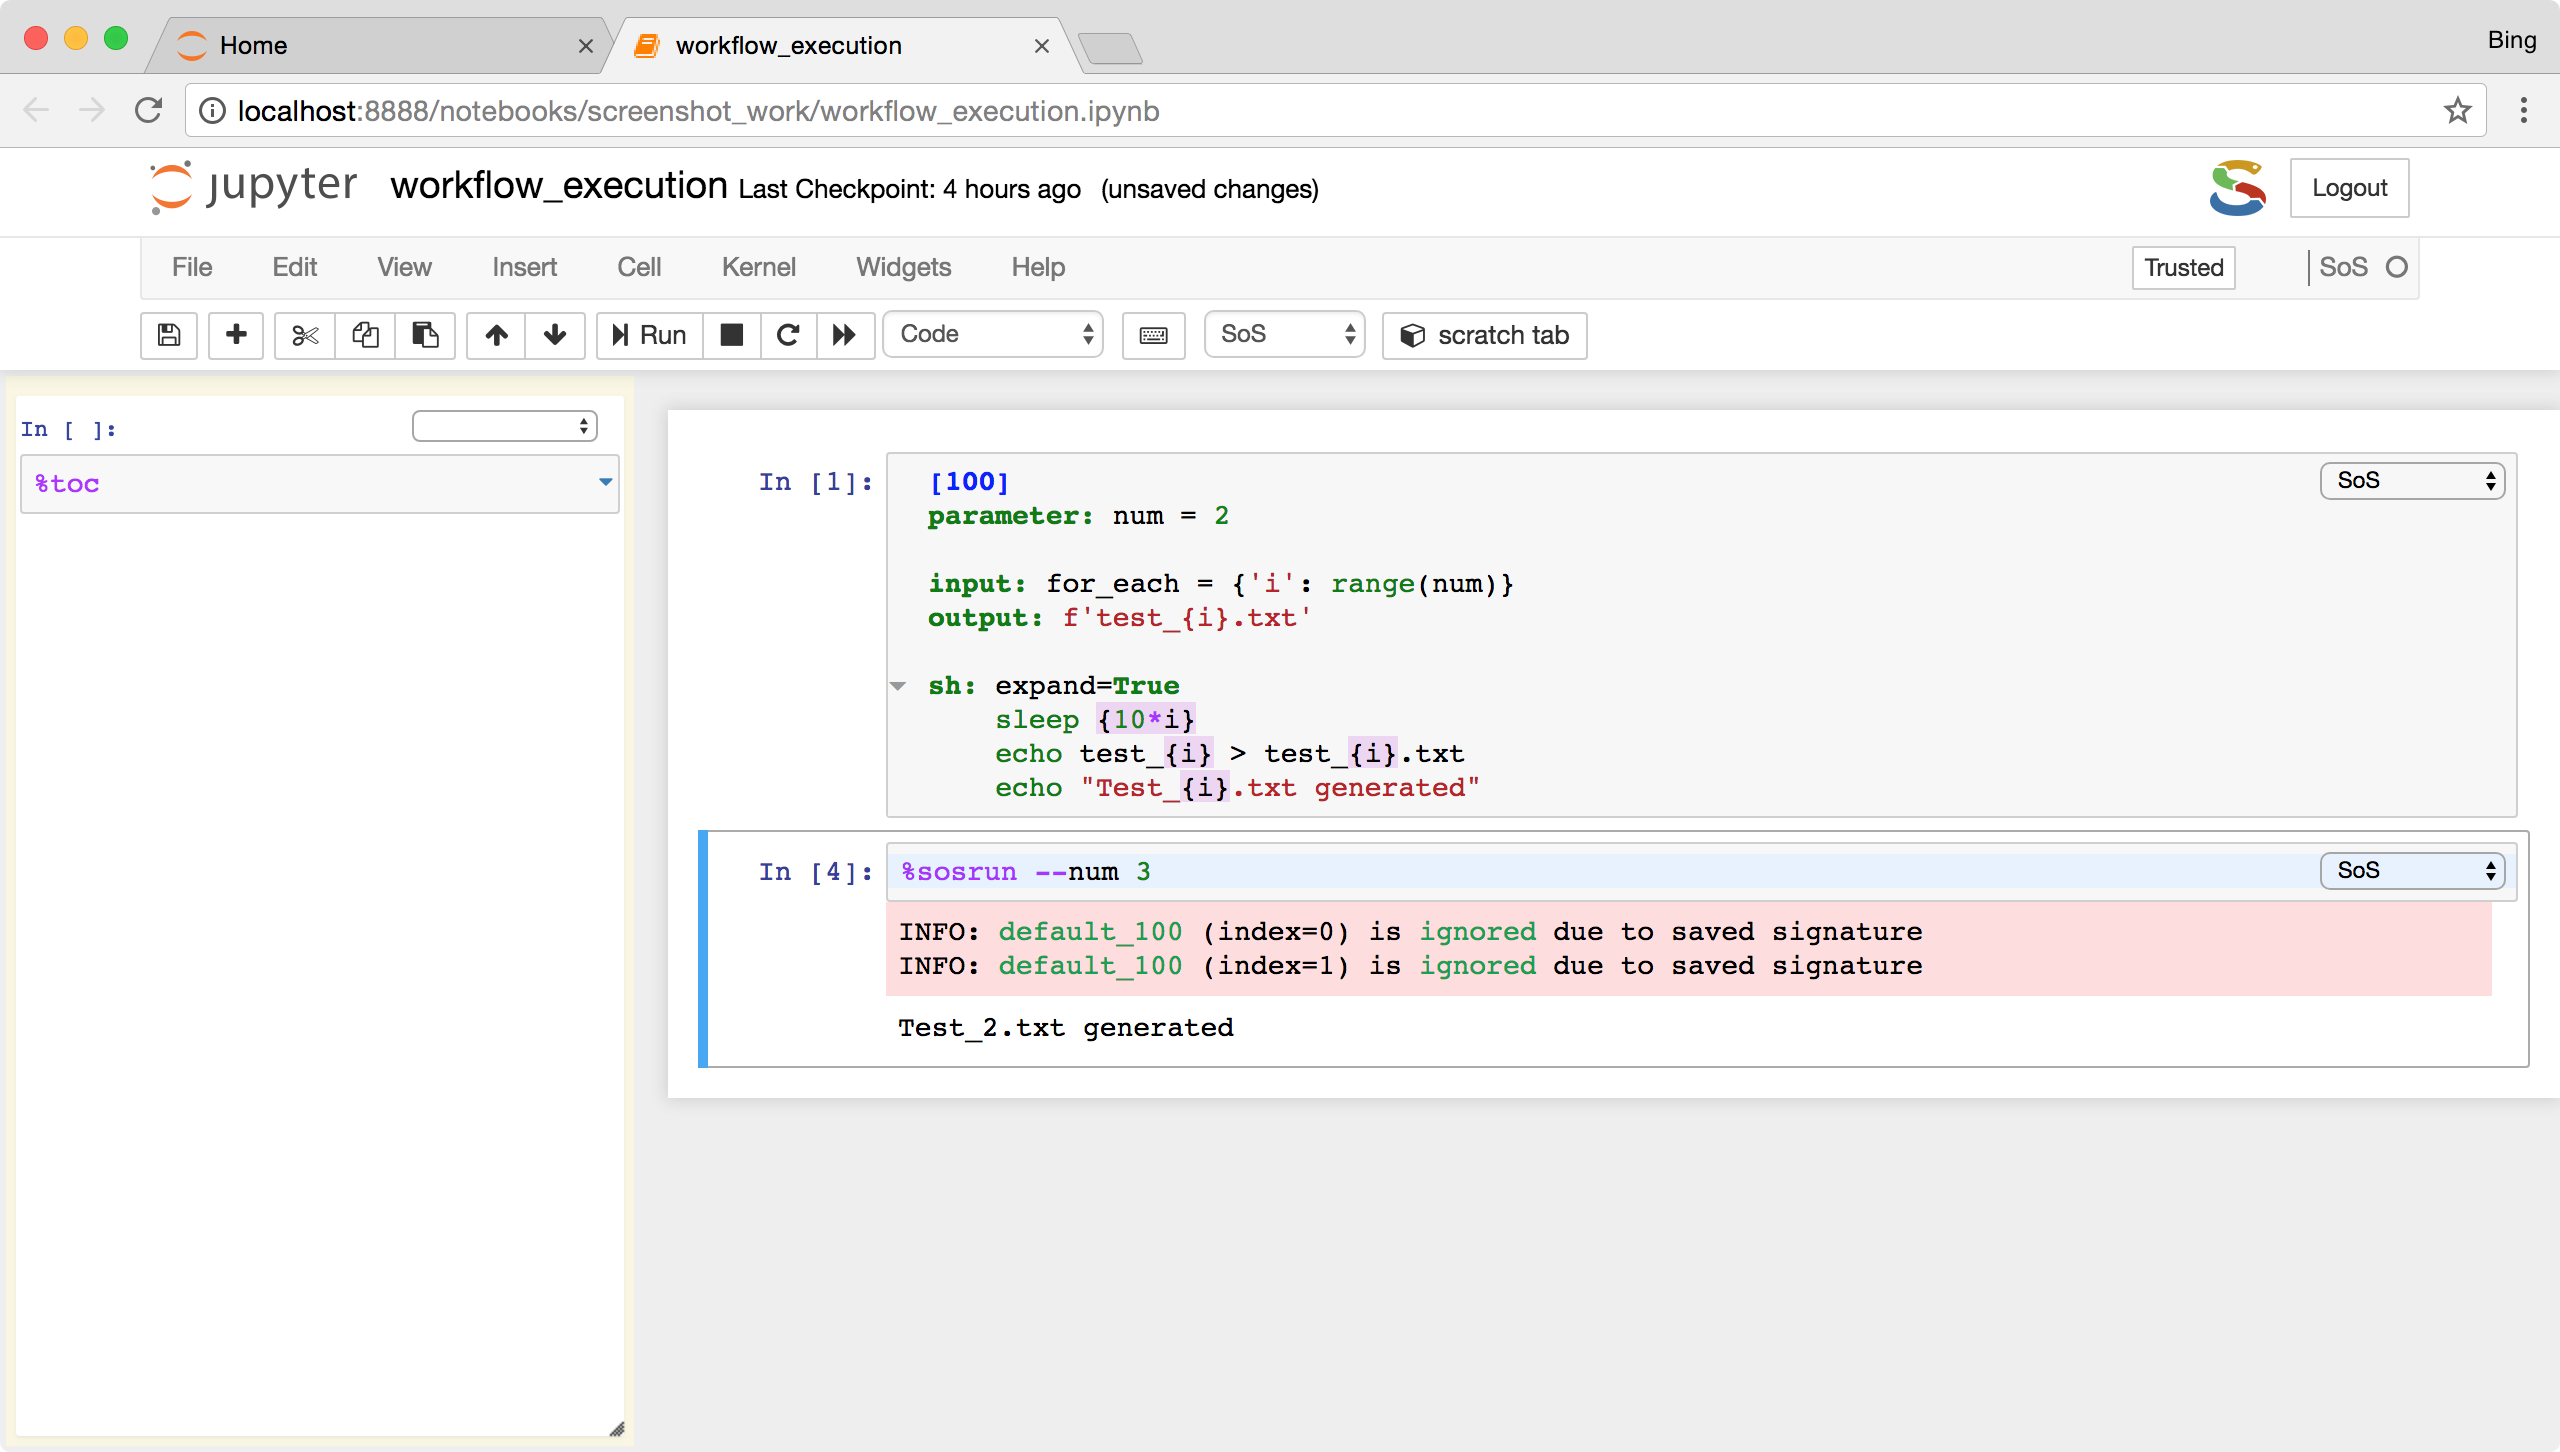 Home
workflow_execution
Bing
localhost:8888/notebooks/screenshot_work/workflow_execution.ipynb
jupyter workflow_execution Last Checkpoint: 4 hours ago (unsaved changes)
Logout
File Edit View Insert Cell Kernel Widgets Help
Trusted
SoS
Run
Code
SoS
scratch tab
In [ ]:
%toc
In [1]:
SoS
[100]
parameter: num = 2
input: for_each = {'i': range(num)}
output: f'test_{i}.txt'
sh: expand=True
sleep {10*i}
echo test_{i} > test_{i}.txt
echo "Test_{i}.txt generated"
In [4]:
%sosrun --num 3
SoS
INFO: default_100 (index=0) is ignored due to saved signature
INFO: default_100 (index=1) is ignored due to saved signature
Test_2.txt generated